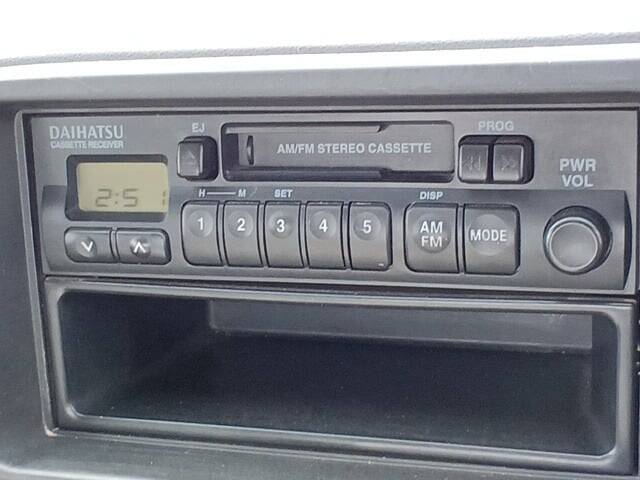 DAIHATSU
CASSETTE RECEIVER
EJ
AM/FM STEREO CASSETTE
PROG
PWR
VOL
2:51
H M SET
DISP
1 2 3 4 5
AM
FM
MODE